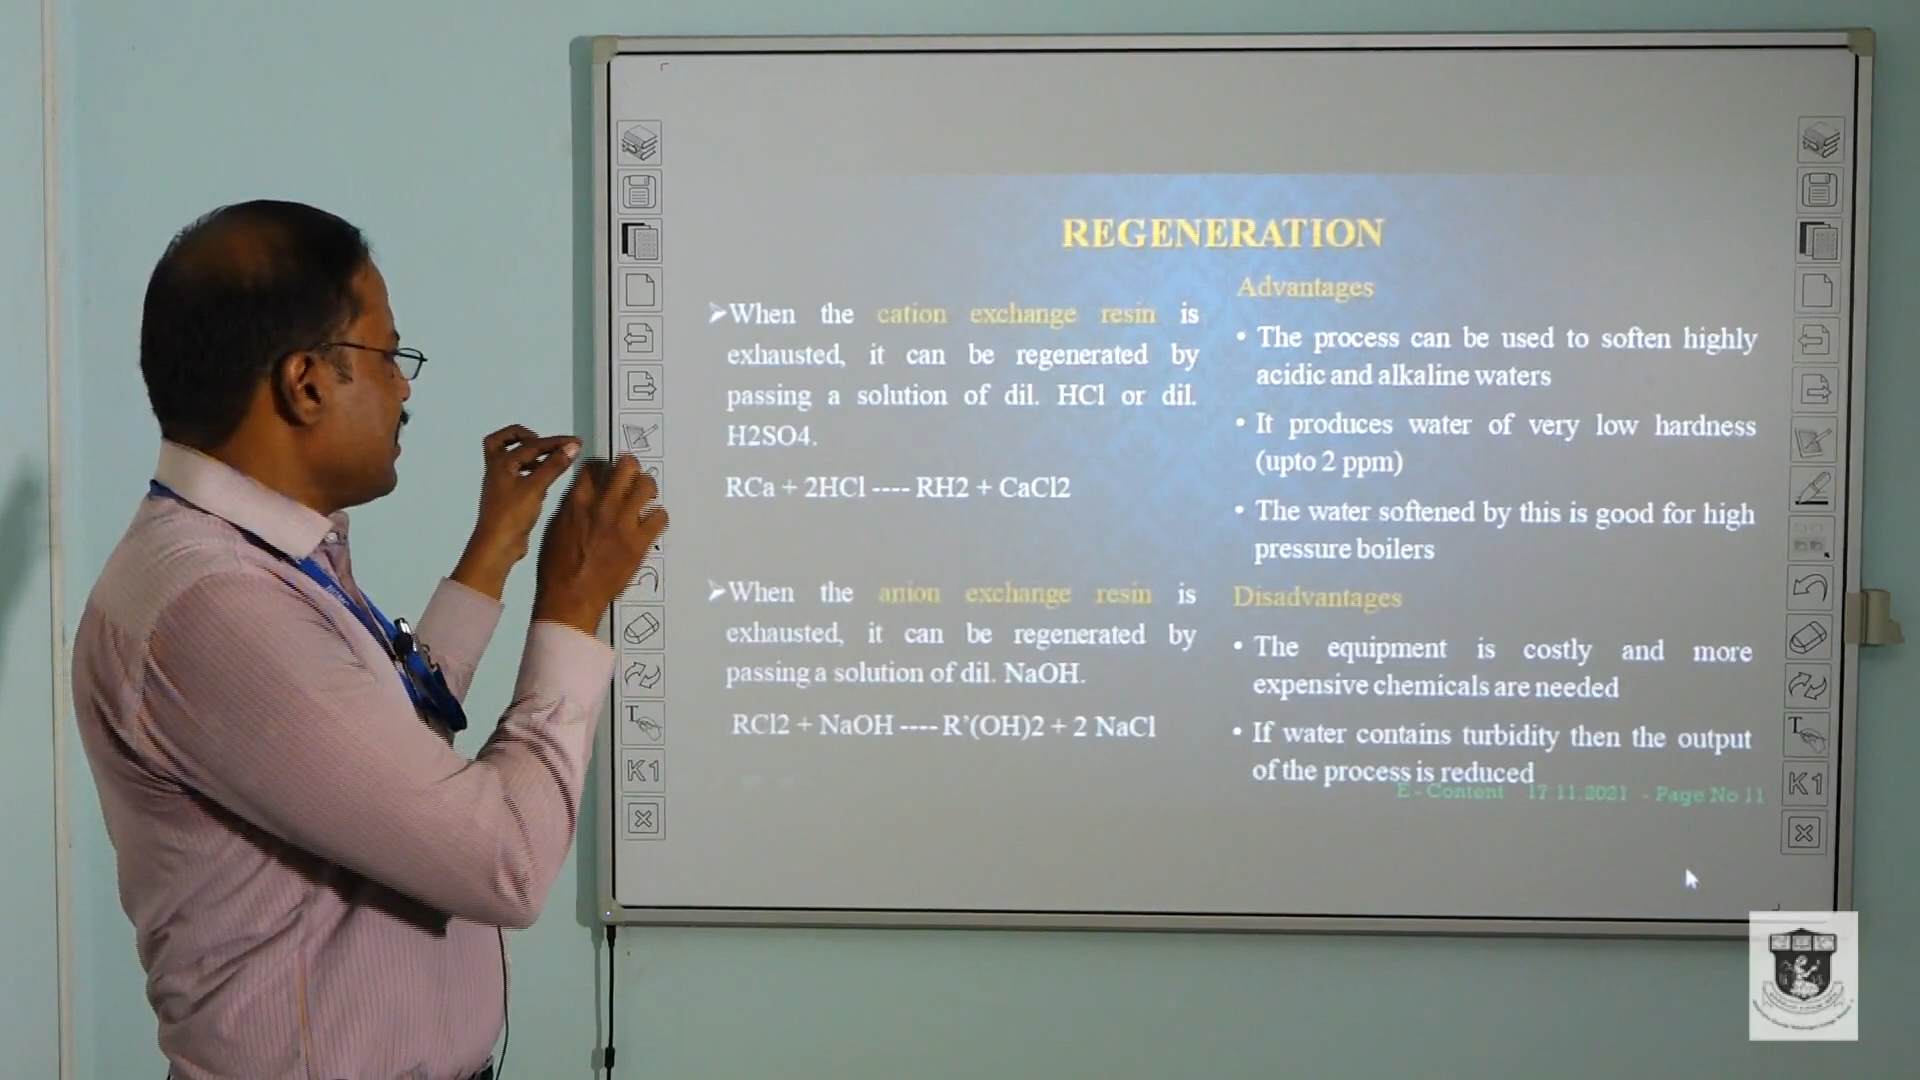 REGENERATION
➢When the cation exchange resin is
exhausted, it can be regenerated by
passing a solution of dil. HCl or dil.
H2SO4.
RCa + 2HCl ---- RH2 + CaCl2
➢When the anion exchange resin is
exhausted, it can be regenerated by
passing a solution of dil. NaOH.
RCl2 + NaOH ---- R’(OH)2 + 2 NaCl
Advantages
• The process can be used to soften highly
acidic and alkaline waters
• It produces water of very low hardness
(upto 2 ppm)
• The water softened by this is good for high
pressure boilers
Disadvantages
• The equipment is costly and more
expensive chemicals are needed
• If water contains turbidity then the output
of the process is reduced
E - Content 17.11.2021 - Page No 11
T
K1
T
K1